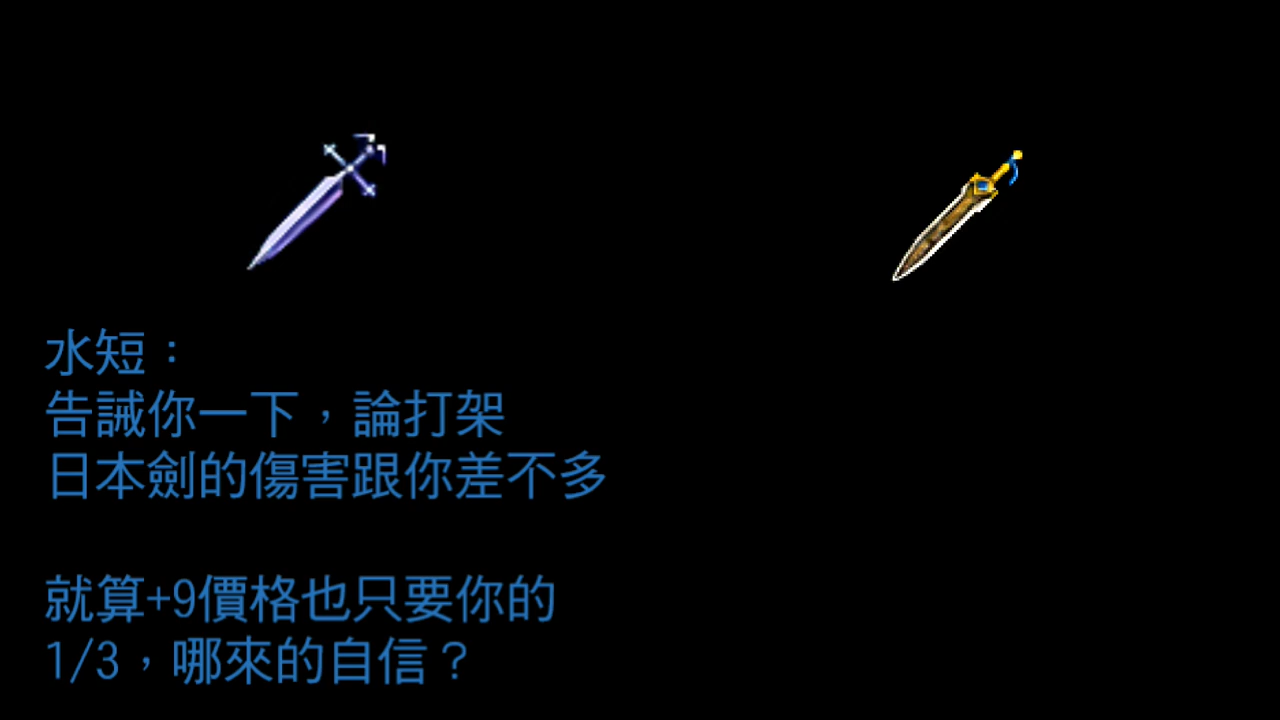 水短：
告誡你一下，論打架
日本劍的傷害跟你差不多
就算+9價格也只要你的
1/3，哪來的自信？